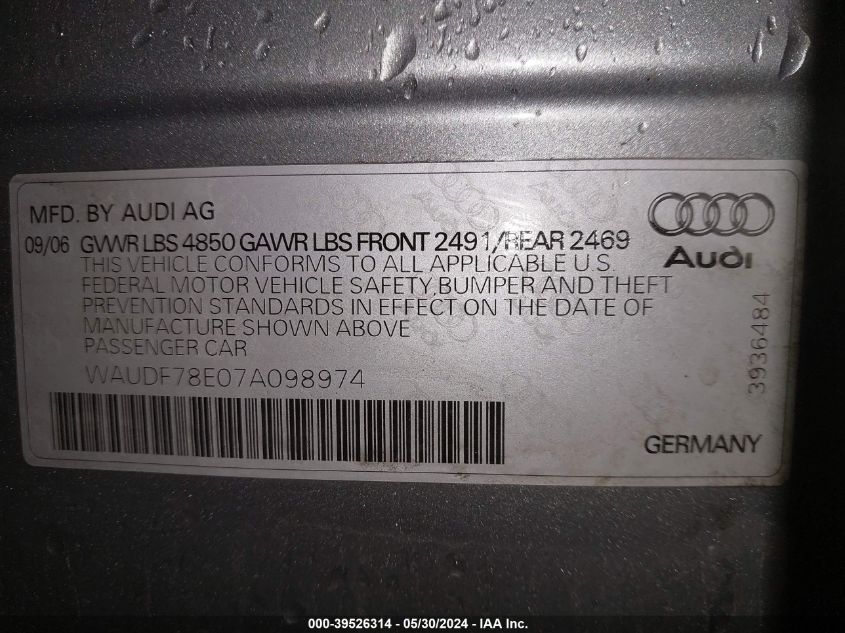 MFD. BY AUDI AG
09/06 GVWR LBS 4850 GAWR LBS FRONT 2491/REAR 2469
THIS VEHICLE CONFORMS TO ALL APPLICABLE U.S.
FEDERAL MOTOR VEHICLE SAFETY, BUMPER AND THEFT
PREVENTION STANDARDS IN EFFECT ON THE DATE OF
MANUFACTURE SHOWN ABOVE
PASSENGER CAR
WAUDF78E07A098974
Audi
3936484
GERMANY
000-39526314 - 05/30/2024 - IAA Inc.